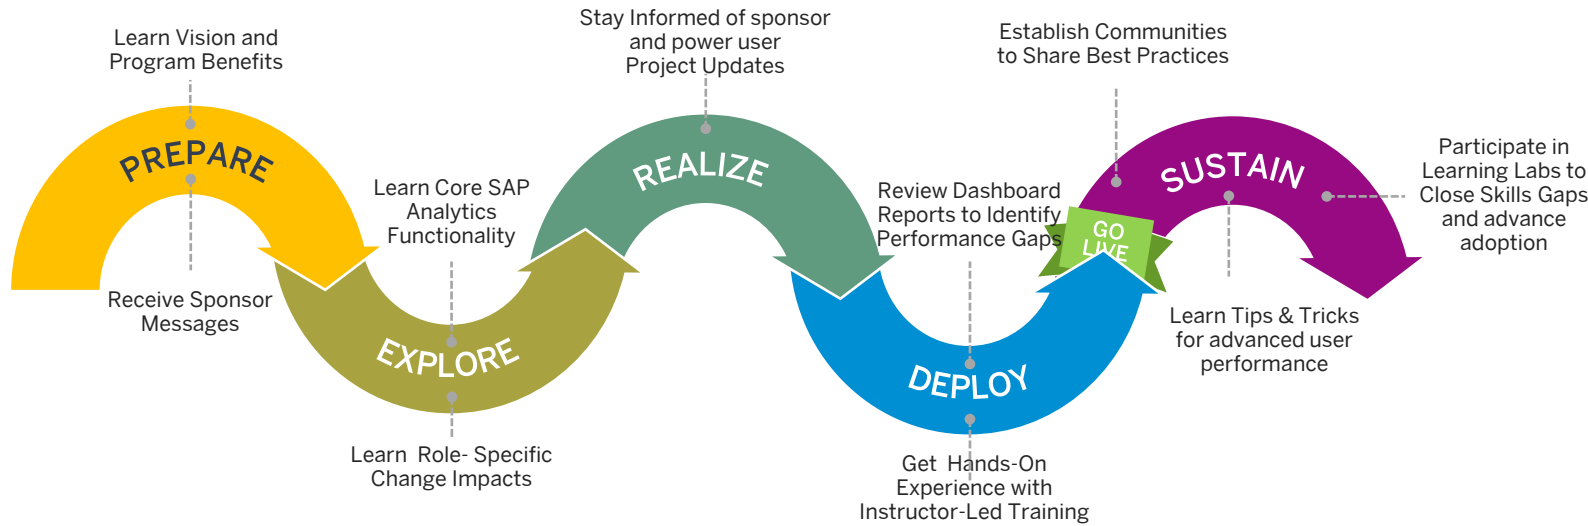 Learn Vision and
Program Benefits
PREPARE
Receive Sponsor
Messages
Learn Core SAP
Analytics
Functionality
EXPLORE
Learn  Role- Specific
Change Impacts
Stay Informed of sponsor
and power user
Project Updates
REALIZE
Review Dashboard
Reports to Identify
Performance Gaps
DEPLOY
Get  Hands-On
Experience with
Instructor-Led Training
GO
LIVE
Establish Communities
to Share Best Practices
SUSTAIN
Learn Tips & Tricks
for advanced user
performance
Participate in
Learning Labs to
Close Skills Gaps
and advance
adoption